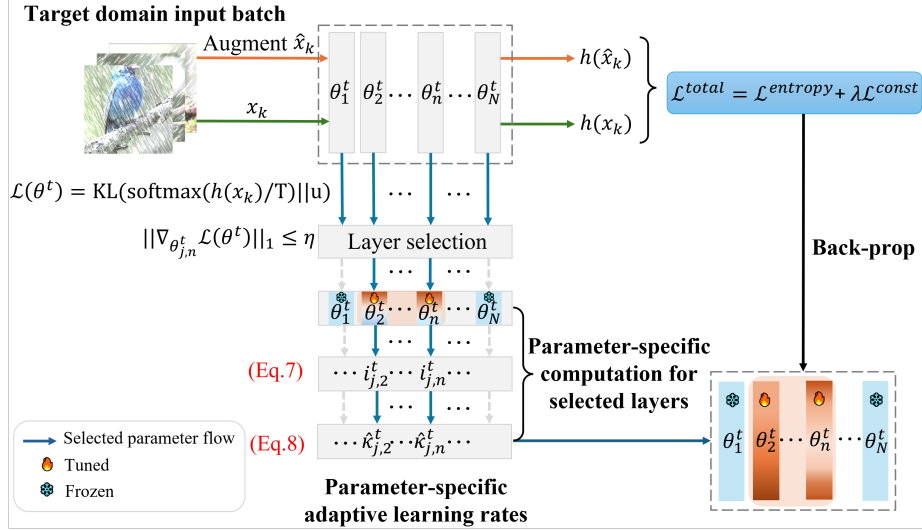 Target domain input batch
Augment x̂_k
x_k
θ_1^t θ_2^t ··· θ_n^t ··· θ_N^t
h(x̂_k)
h(x_k)
ℒ^{total} = ℒ^{entropy} + λℒ^{const}
ℒ(θ^t) = KL(softmax(h(x_k)/T)||u)
··· ···
||∇_{θ_{j,n}^t} ℒ(θ^t)||_1 ≤ η
Layer selection
··· ···
Back-prop
θ_1^t θ_2^t ··· θ_n^t ··· θ_N^t
··· ···
Parameter-specific
computation for
selected layers
(Eq.7)
··· i_{j,2}^t ··· i_{j,n}^t ···
··· ···
(Eq.8)
··· κ̂_{j,2}^t ··· κ̂_{j,n}^t ···
θ_1^t θ_2^t ··· θ_n^t ··· θ_N^t
Selected parameter flow
Tuned
Frozen
Parameter-specific
adaptive learning rates